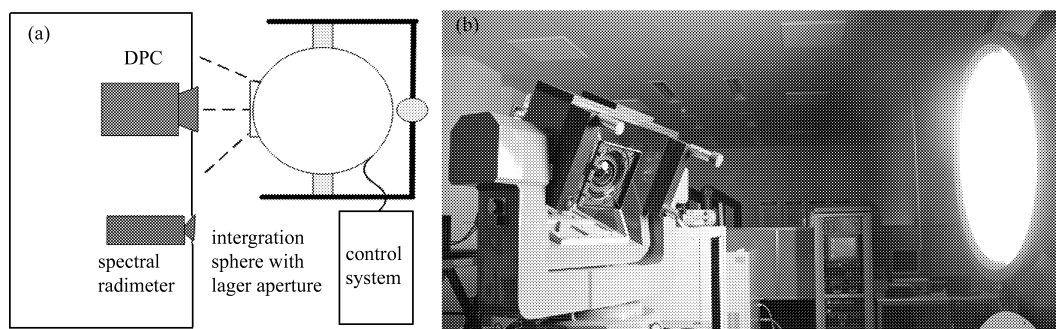 (a)
(b)
DPC
spectral
radimeter
intergration
sphere with
lager aperture
control
system